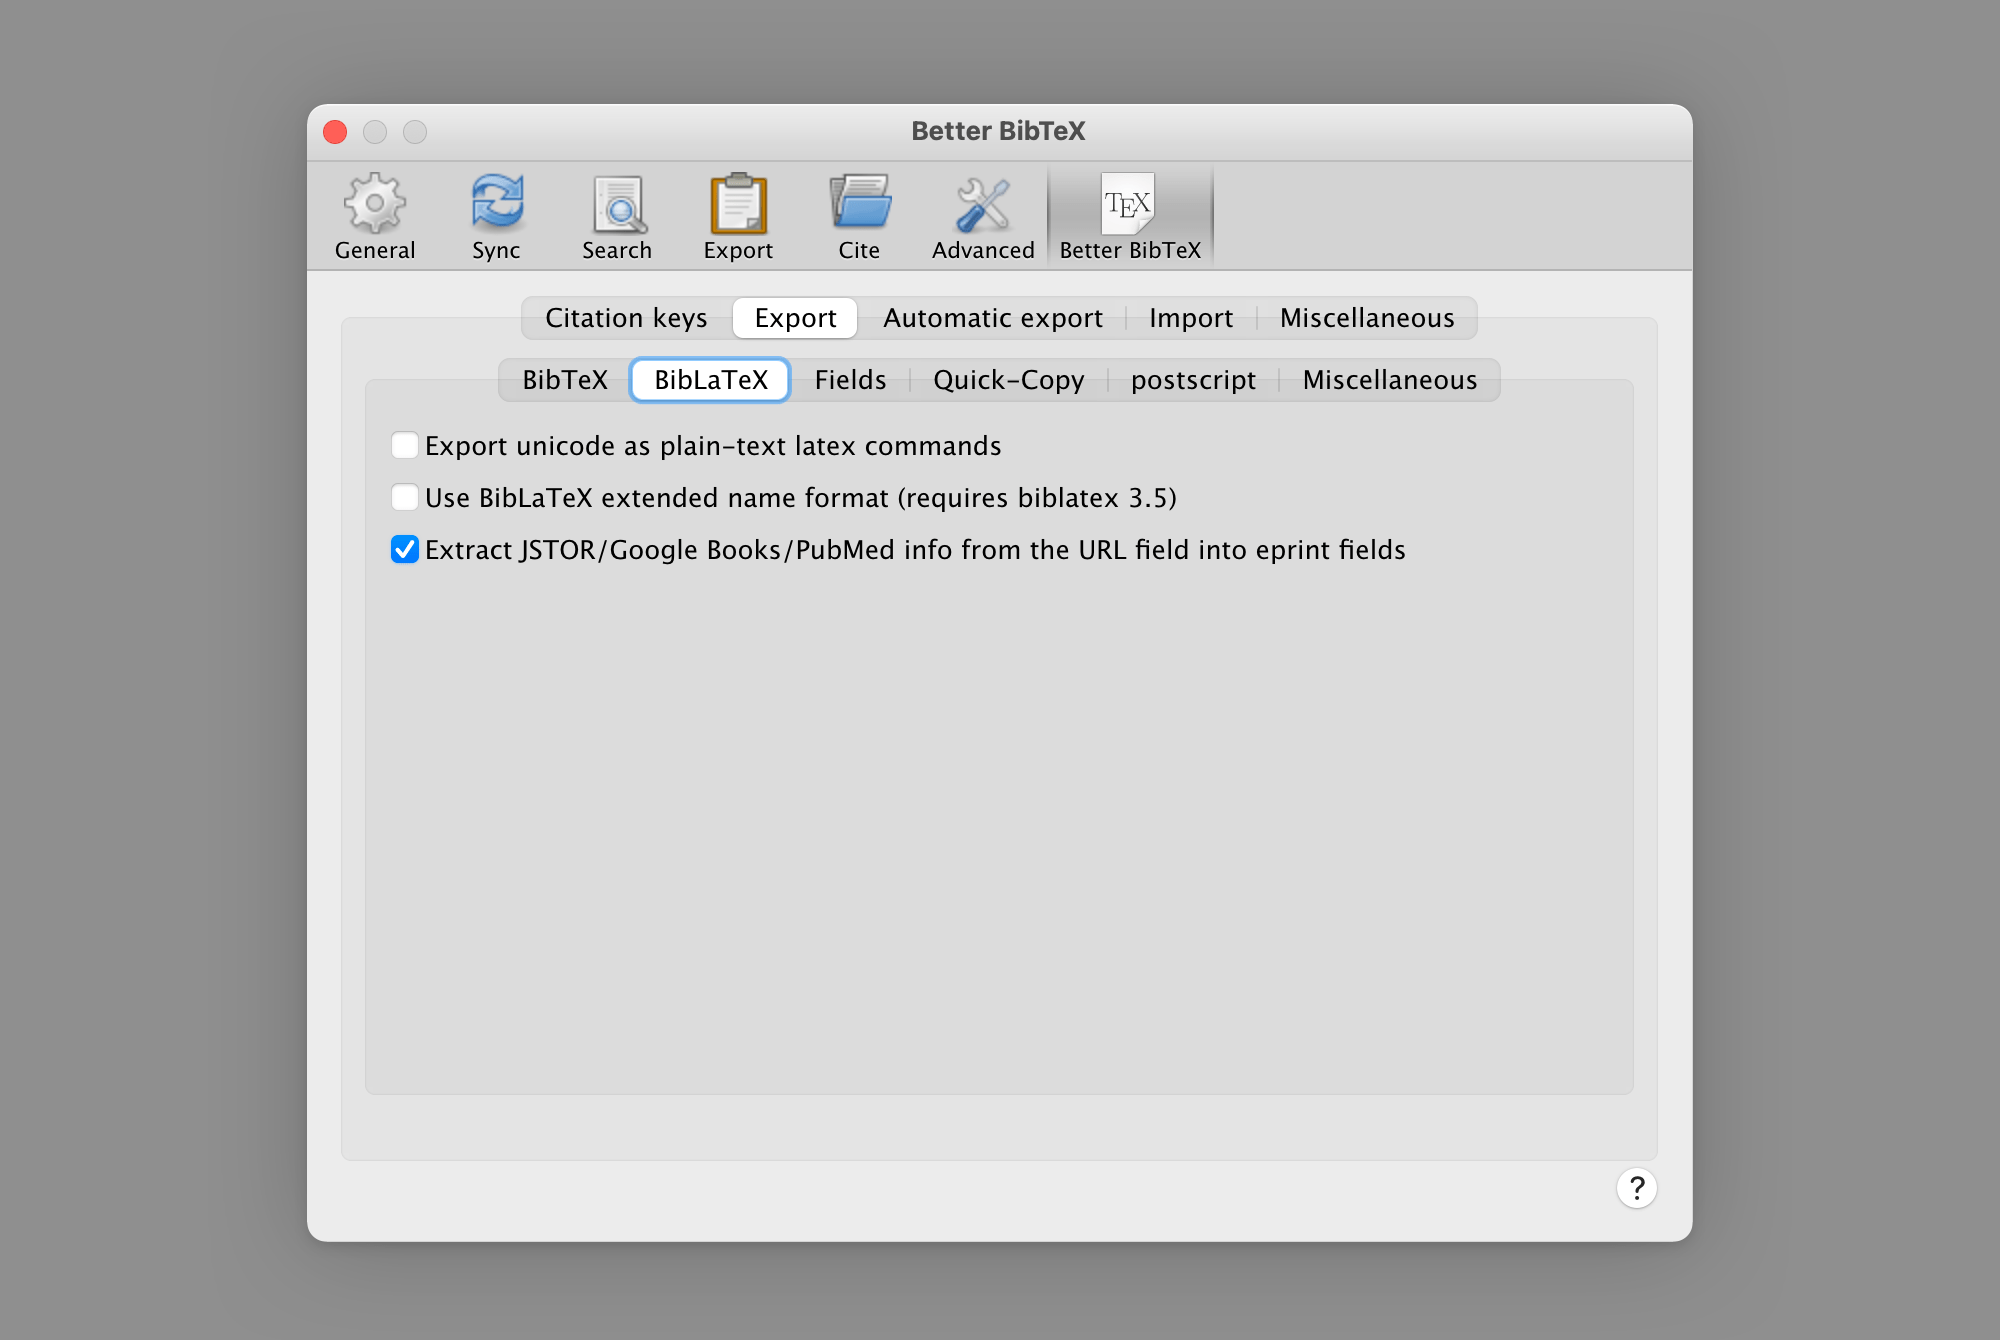 Better BibTeX
General Sync Search Export Cite Advanced TEX Better BibTeX
Citation keys Export Automatic export Import Miscellaneous
BibTeX BibLaTeX Fields Quick-Copy postscript Miscellaneous
Export unicode as plain-text latex commands
Use BibLaTeX extended name format (requires biblatex 3.5)
Extract JSTOR/Google Books/PubMed info from the URL field into eprint fields
?